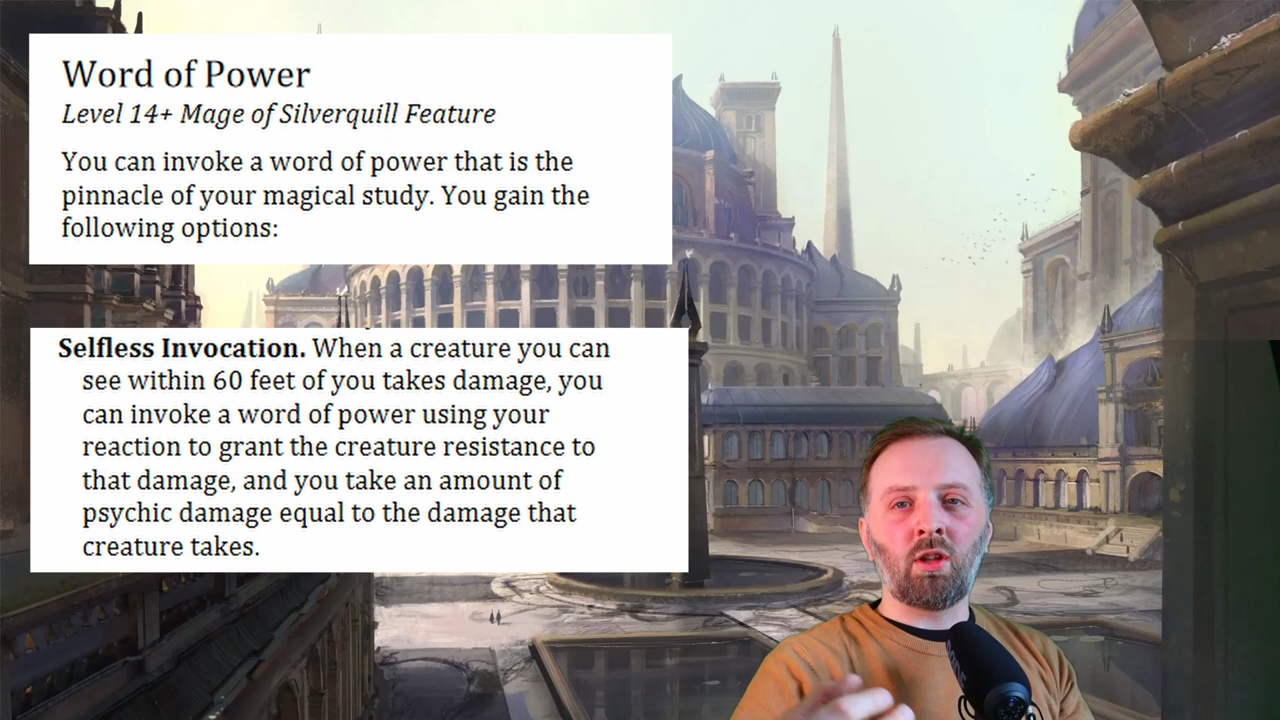 Word of Power
Level 14+ Mage of Silverquill Feature
You can invoke a word of power that is the
pinnacle of your magical study. You gain the
following options:
Selfless Invocation. When a creature you can
see within 60 feet of you takes damage, you
can invoke a word of power using your
reaction to grant the creature resistance to
that damage, and you take an amount of
psychic damage equal to the damage that
creature takes.